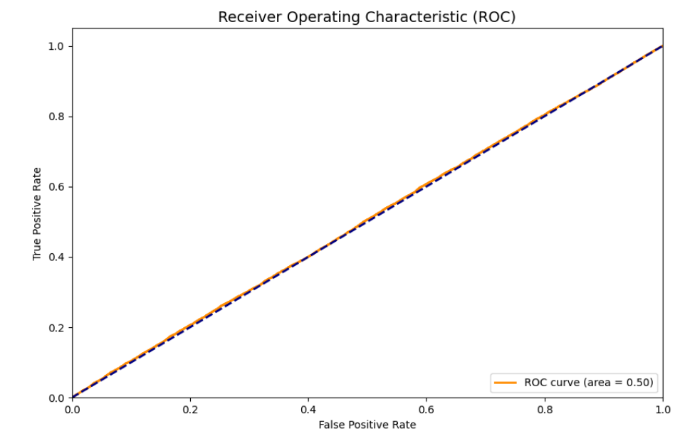 Receiver Operating Characteristic (ROC)
1.0
0.8
0.6
0.4
0.2
0.0
True Positive Rate
ROC curve (area = 0.50)
0.0 0.2 0.4 0.6 0.8 1.0
False Positive Rate